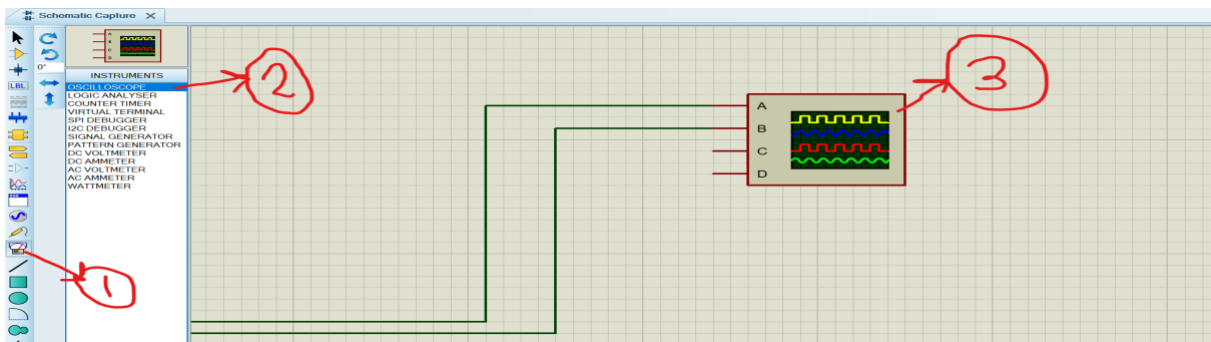 Schematic Capture
A
B
C
D
0°
LBL
INSTRUMENTS
OSCILLOSCOPE
LOGIC ANALYSER
COUNTER TIMER
VIRTUAL TERMINAL
SPI DEBUGGER
I2C DEBUGGER
SIGNAL GENERATOR
PATTERN GENERATOR
DC VOLTMETER
DC AMMETER
AC VOLTMETER
AC AMMETER
WATTMETER
1
2
3
A
B
C
D